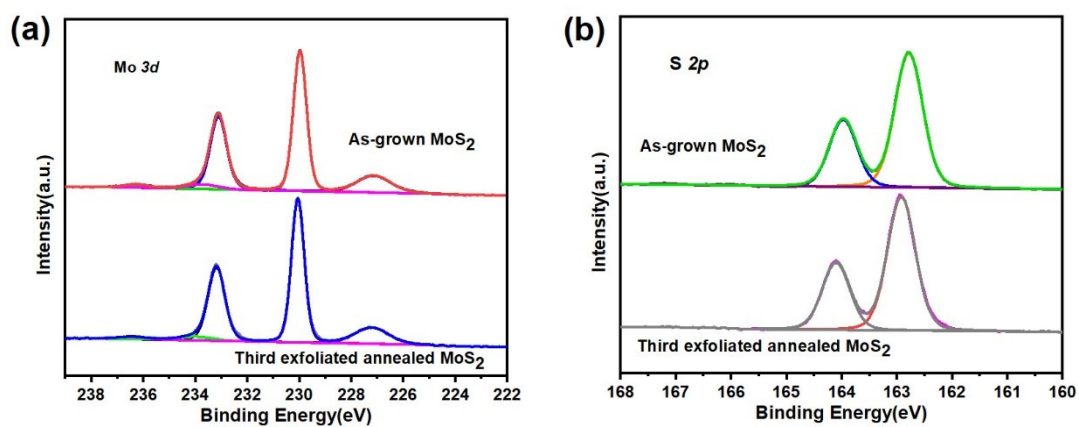 (a)
Mo 3d
As-grown MoS2
Third exfoliated annealed MoS2
Intensity(a.u.)
238 236 234 232 230 228 226 224 222
Binding Energy(eV)
(b)
S 2p
As-grown MoS2
Third exfoliated annealed MoS2
Intensity(a.u.)
168 167 166 165 164 163 162 161 160
Binding Energy(eV)